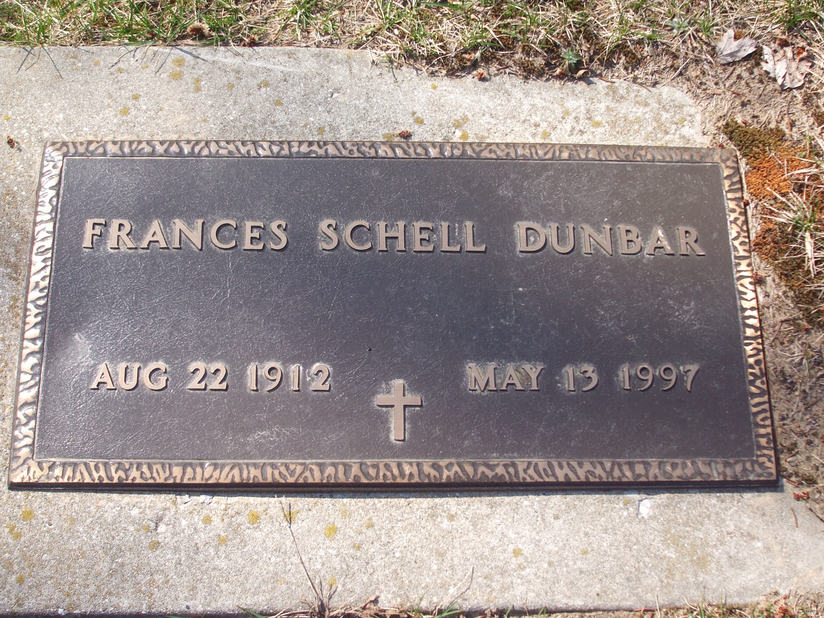 FRANCES SCHELL DUNBAR
AUG 22 1912 MAY 13 1997